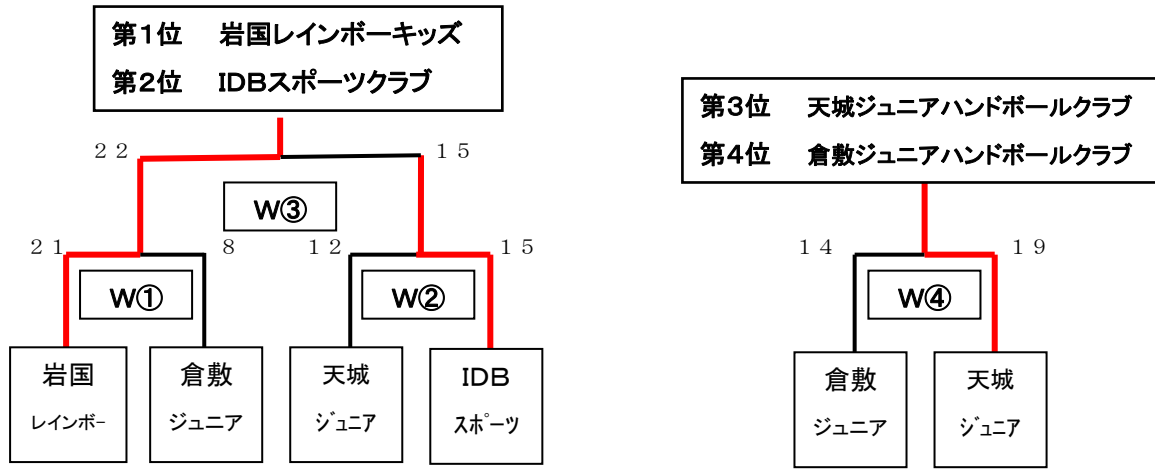 第1位 岩国レインボーキッズ
第2位 IDBスポーツクラブ
22 15
W③
21 8 12 15
W① W②
岩国 倉敷 天城 IDB
レインボー ジュニア ジュニア スポーツ
第3位 天城ジュニアハンドボールクラブ
第4位 倉敷ジュニアハンドボールクラブ
14 19
W④
倉敷 天城
ジュニア ジュニア